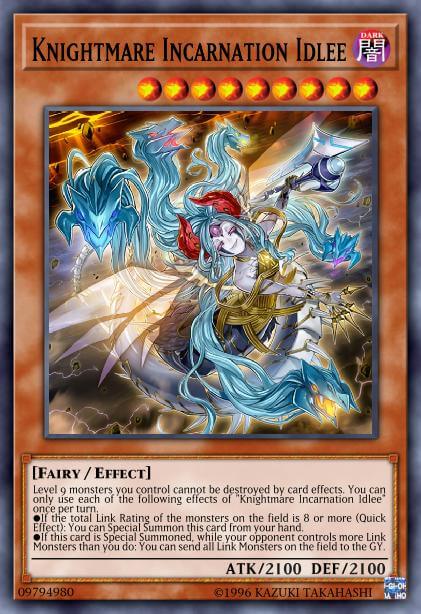 Knightmare Incarnation Idlee
DARK
闇
[Fairy / Effect]
Level 9 monsters you control cannot be destroyed by card effects. You can
only use each of the following effects of "Knightmare Incarnation Idlee"
once per turn.
●If the total Link Rating of the monsters on the field is 8 or more (Quick
Effect): You can Special Summon this card from your hand.
●If this card is Special Summoned, while your opponent controls more Link
Monsters than you do: You can send all Link Monsters on the field to the GY.
ATK/2100 DEF/2100
09794980
©1996 KAZUKI TAKAHASHI